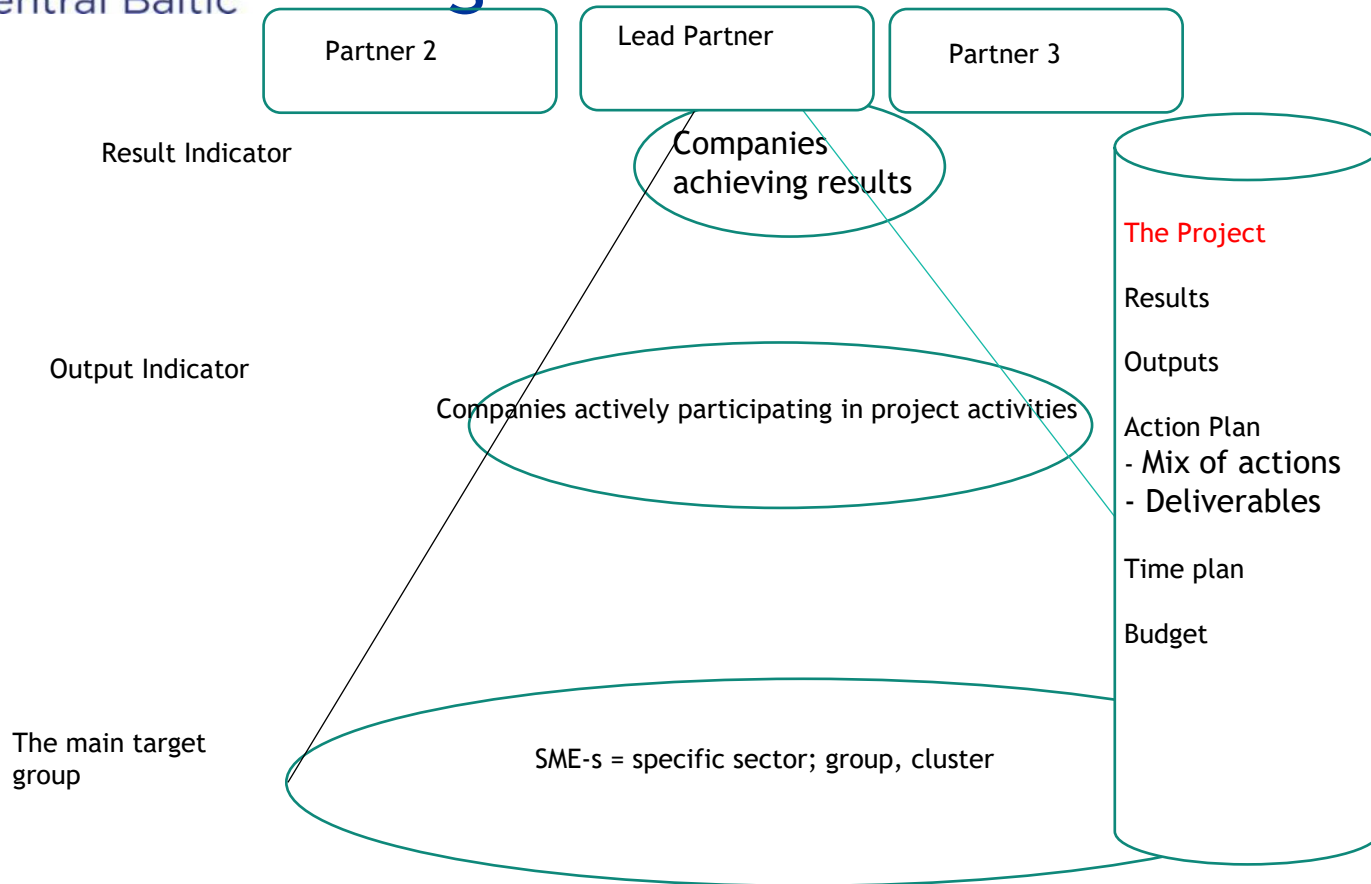 Baltic
Partner 2
Lead Partner
Partner 3
Result Indicator
Companies
achieving results
The Project
Results
Output Indicator
Outputs
Companies actively participating in project activities
Action Plan
- Mix of actions
- Deliverables
Time plan
Budget
The main target
group
SME-s = specific sector; group, cluster